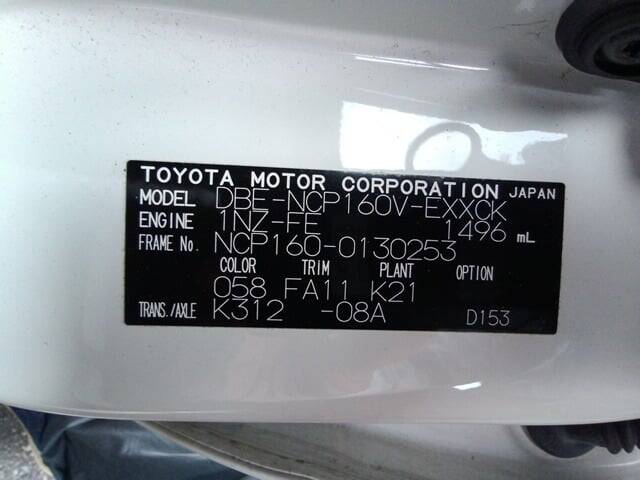 TOYOTA MOTOR CORPORATION JAPAN
MODEL DBE-NCP160V-EXXCK
ENGINE 1NZ-FE 1496 mL
FRAME No. NCP160-0130253
COLOR TRIM PLANT OPTION
058 FA11 K21
TRANS./AXLE K312 -08A D153